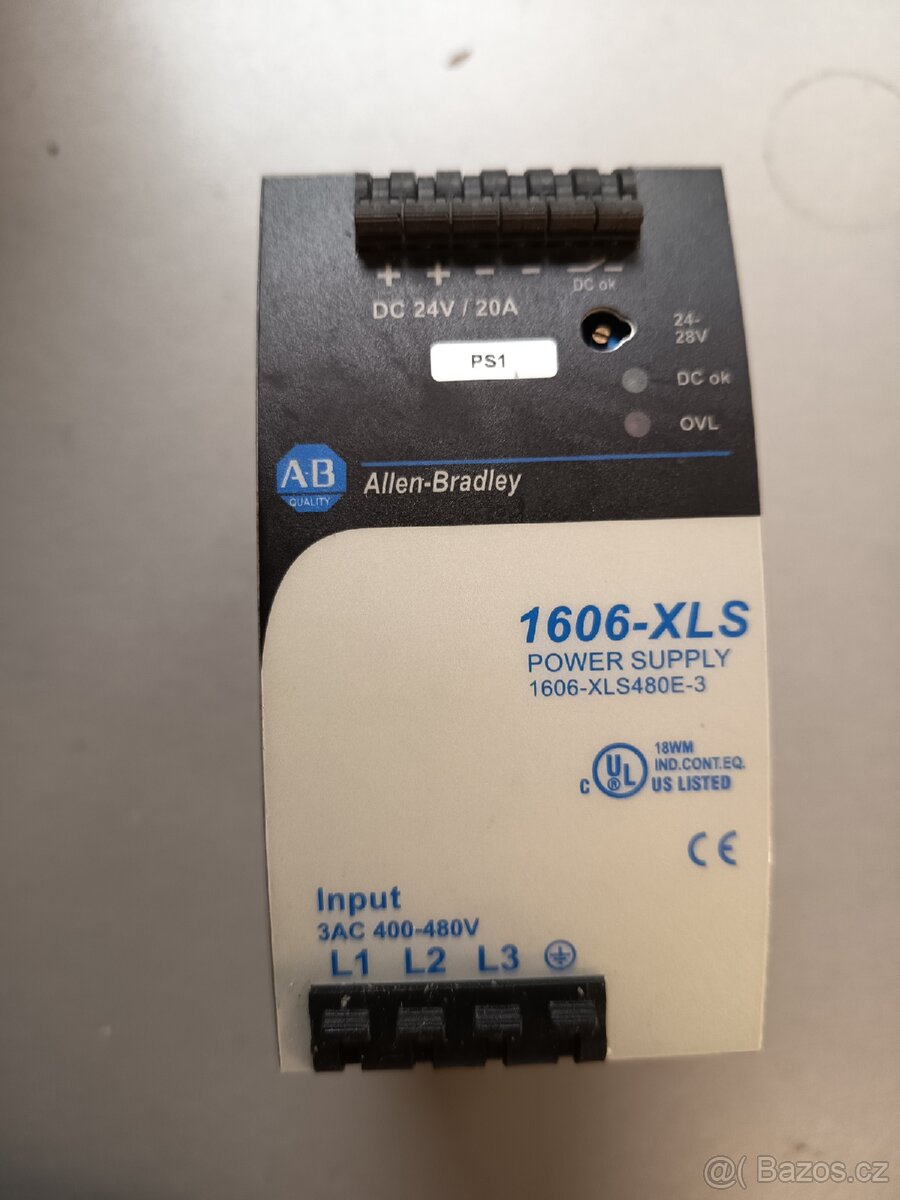 + + - -
DC ok
DC 24V / 20A
24-
28V
PS1
DC ok
OVL
A·B
QUALITY
Allen-Bradley
1606-XLS
POWER SUPPLY
1606-XLS480E-3
18WM
IND.CONT.EQ.
C UL ® US LISTED
CE
Input
3AC 400-480V
L1 L2 L3
@( Bazos.cz